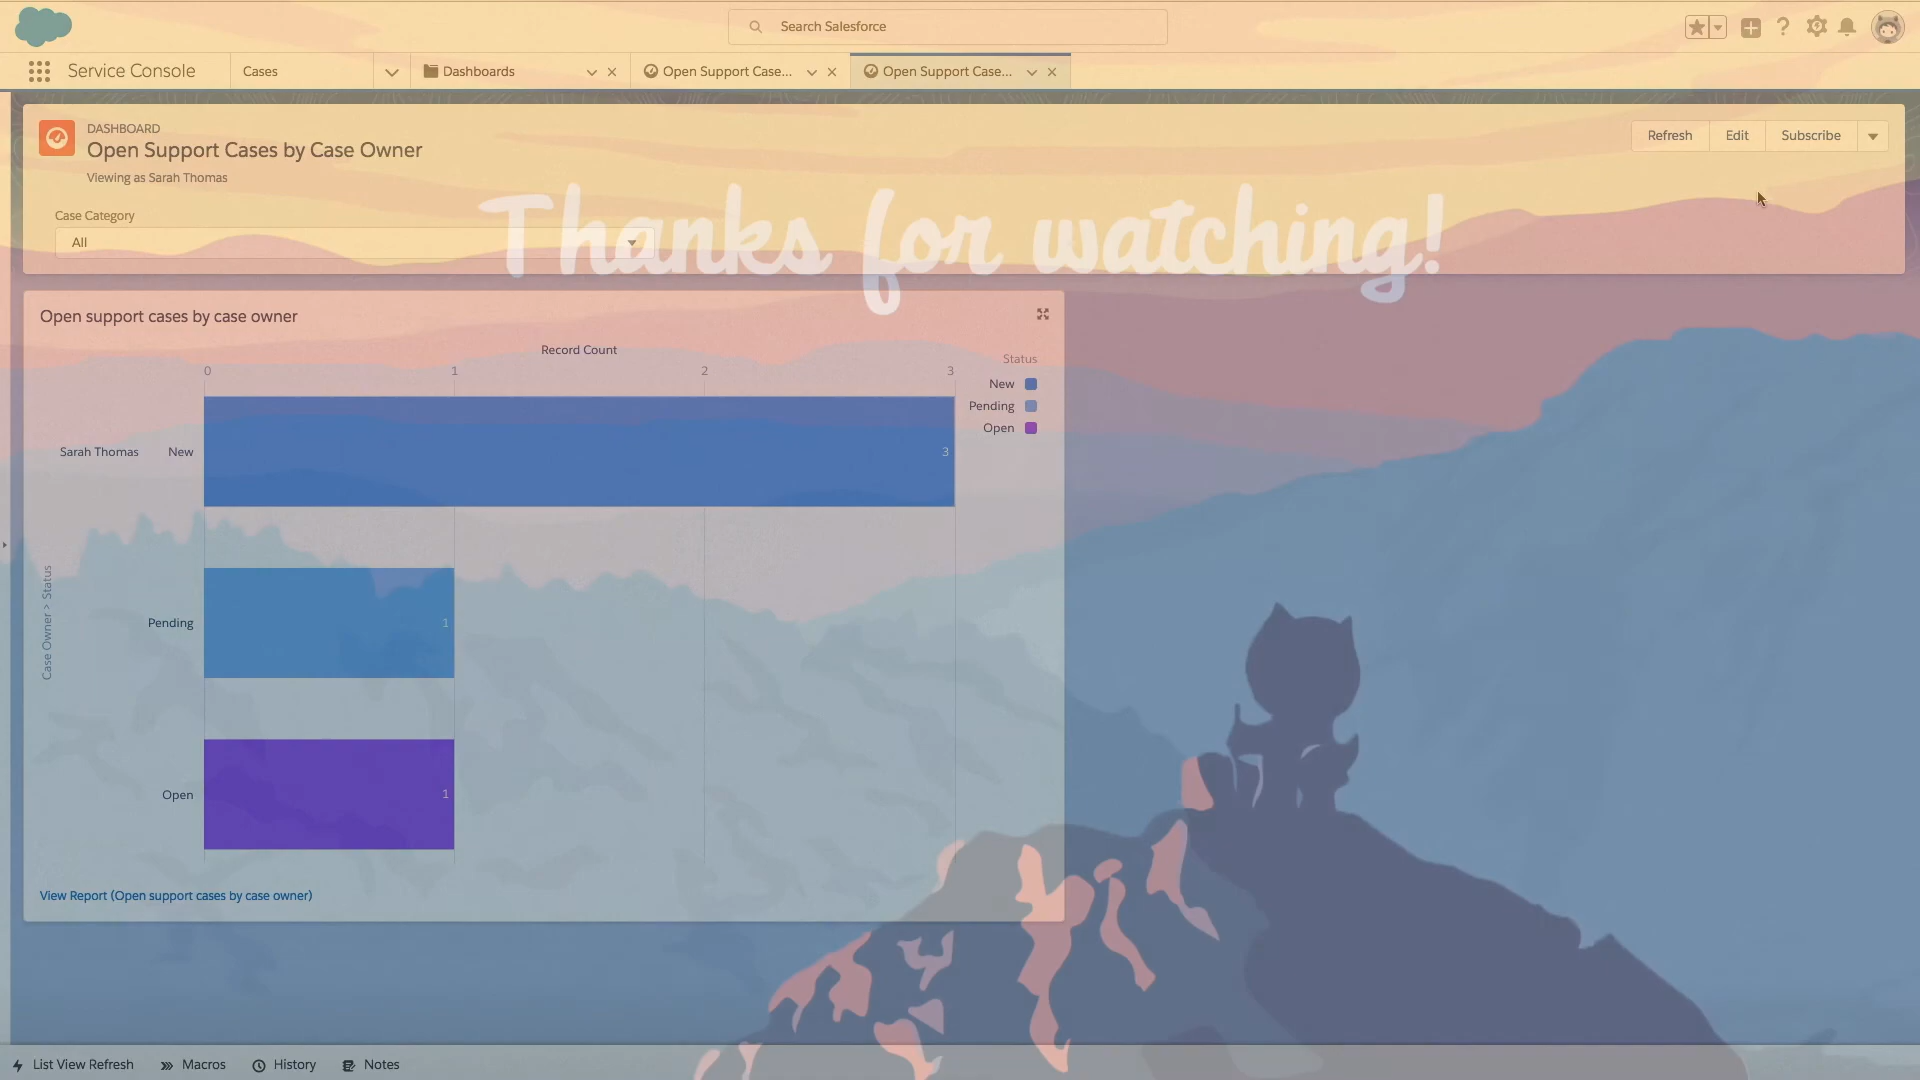 Search Salesforce
Service Console
Cases
Dashboards
Open Support Case...
Open Support Case...
DASHBOARD
Open Support Cases by Case Owner
Viewing as Sarah Thomas
Refresh
Edit
Subscribe
Thanks for watching!
Case Category
All
Open support cases by case owner
Record Count
0 1 2 3
Status
New
Pending
Open
Sarah Thomas New 3
Pending 1
Open 1
Case Owner > Status
View Report (Open support cases by case owner)
List View Refresh
Macros
History
Notes